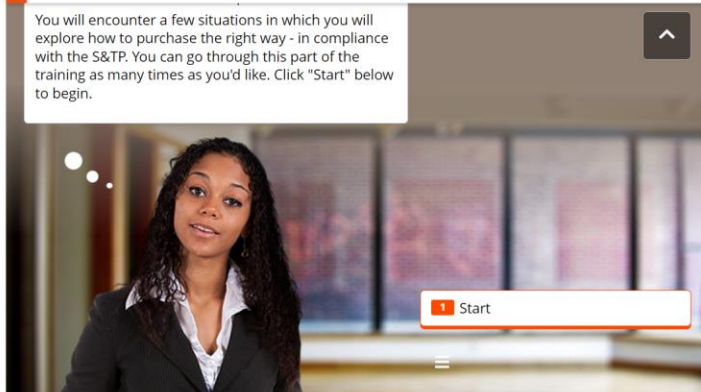 You will encounter a few situations in which you will
explore how to purchase the right way - in compliance
with the S&TP. You can go through this part of the
training as many times as you'd like. Click "Start" below
to begin.
1 Start